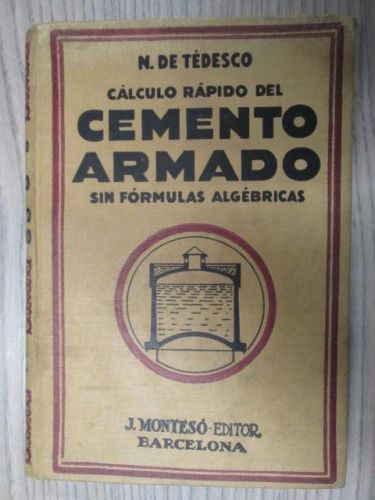 N. DE TÉDESCO
CÁLCULO RÁPIDO DEL
CEMENTO
ARMADO
SIN FÓRMULAS ALGÉBRICAS
J. MONTESÓ-EDITOR
BARCELONA